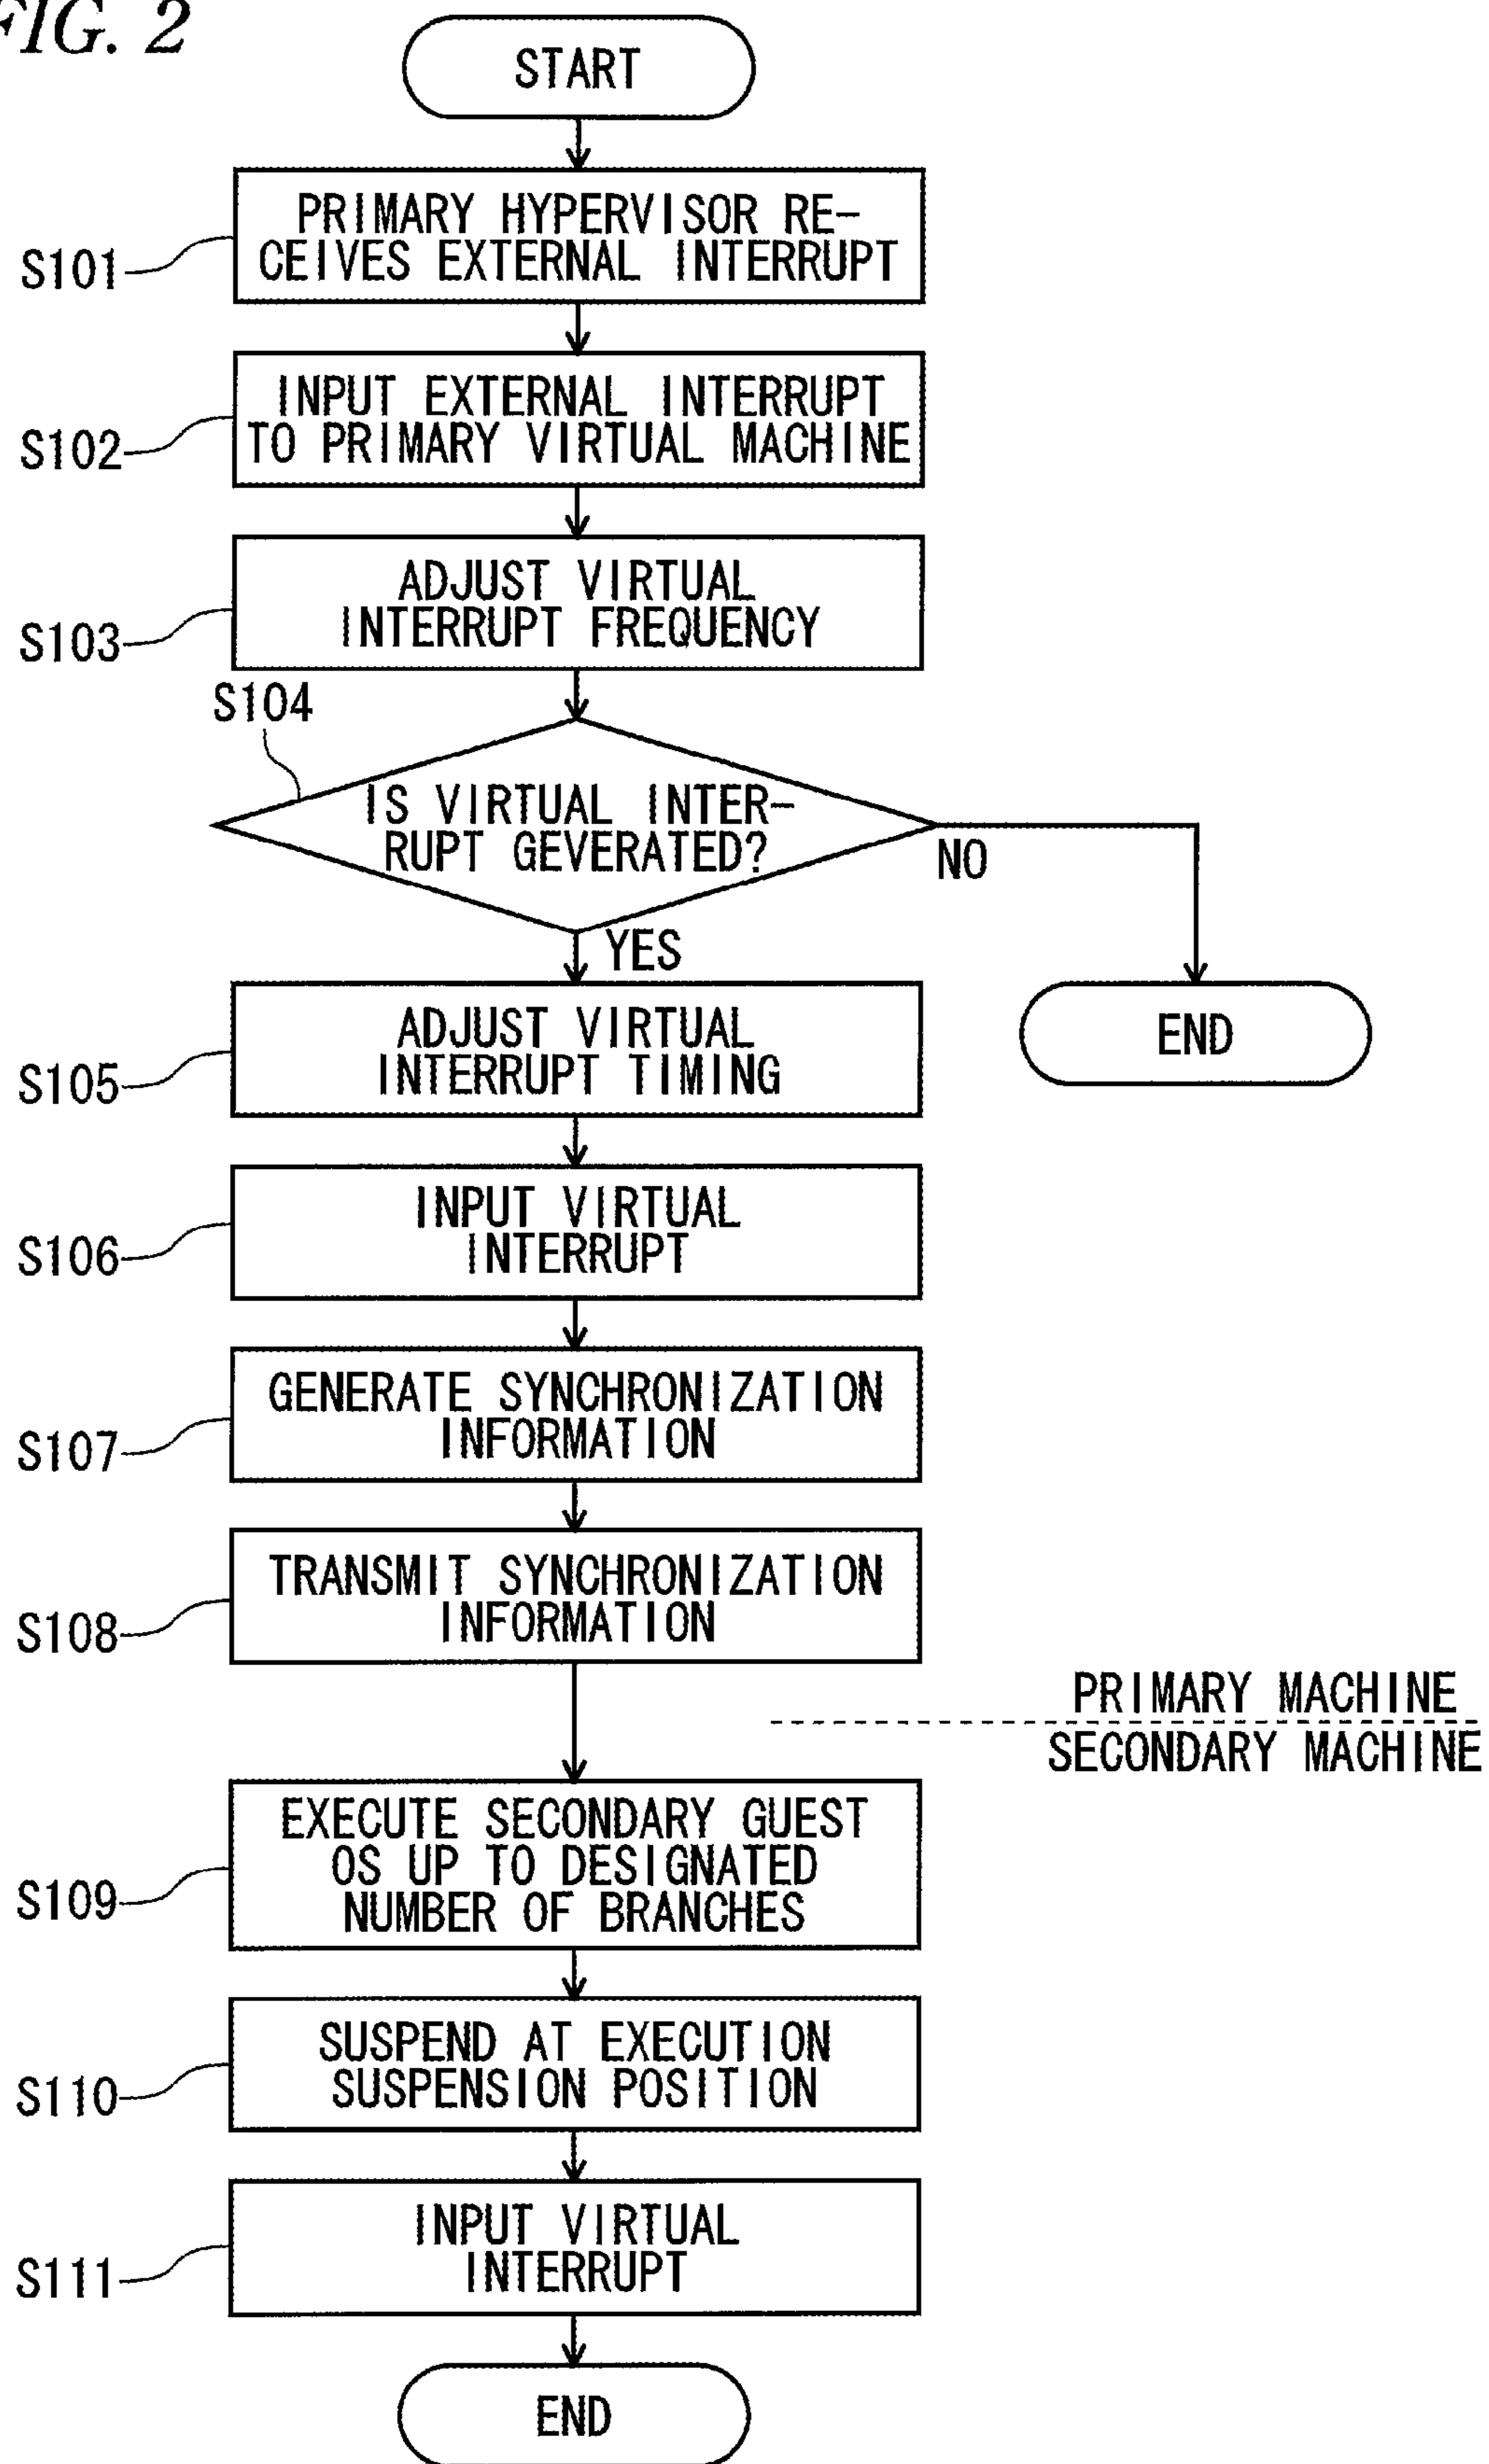 FIG. 2
START
S101
PRIMARY HYPERVISOR RE-
CEIVES EXTERNAL INTERRUPT
S102
INPUT EXTERNAL INTERRUPT
TO PRIMARY VIRTUAL MACHINE
S103
ADJUST VIRTUAL
INTERRUPT FREQUENCY
S104
IS VIRTUAL INTER-
RUPT GEVERATED?
NO
YES
END
S105
ADJUST VIRTUAL
INTERRUPT TIMING
S106
INPUT VIRTUAL
INTERRUPT
S107
GENERATE SYNCHRONIZATION
INFORMATION
S108
TRANSMIT SYNCHRONIZATION
INFORMATION
PRIMARY MACHINE
SECONDARY MACHINE
S109
EXECUTE SECONDARY GUEST
OS UP TO DESIGNATED
NUMBER OF BRANCHES
S110
SUSPEND AT EXECUTION
SUSPENSION POSITION
S111
INPUT VIRTUAL
INTERRUPT
END